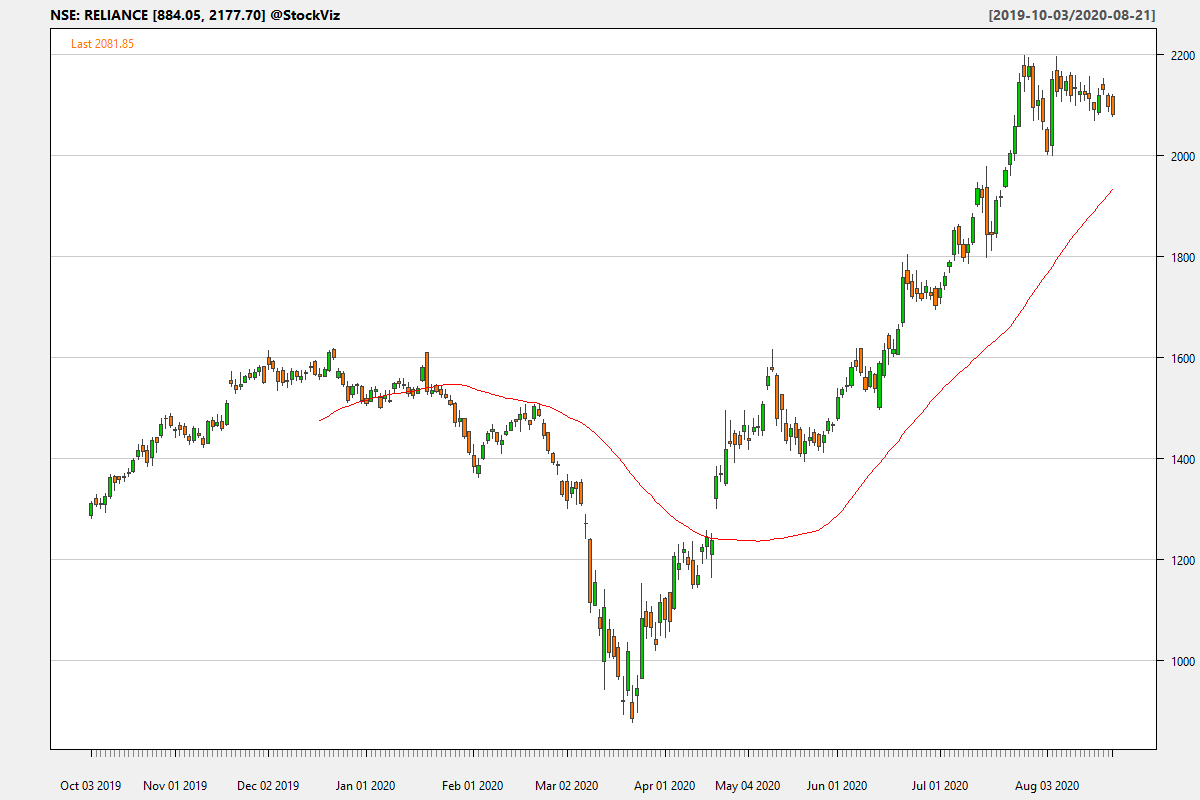 NSE: RELIANCE [884.05, 2177.70] @StockViz
[2019-10-03/2020-08-21]
Last 2081.85
2200
2000
1800
1600
1400
1200
1000
Oct 03 2019 Nov 01 2019 Dec 02 2019 Jan 01 2020 Feb 01 2020 Mar 02 2020 Apr 01 2020 May 04 2020 Jun 01 2020 Jul 01 2020 Aug 03 2020